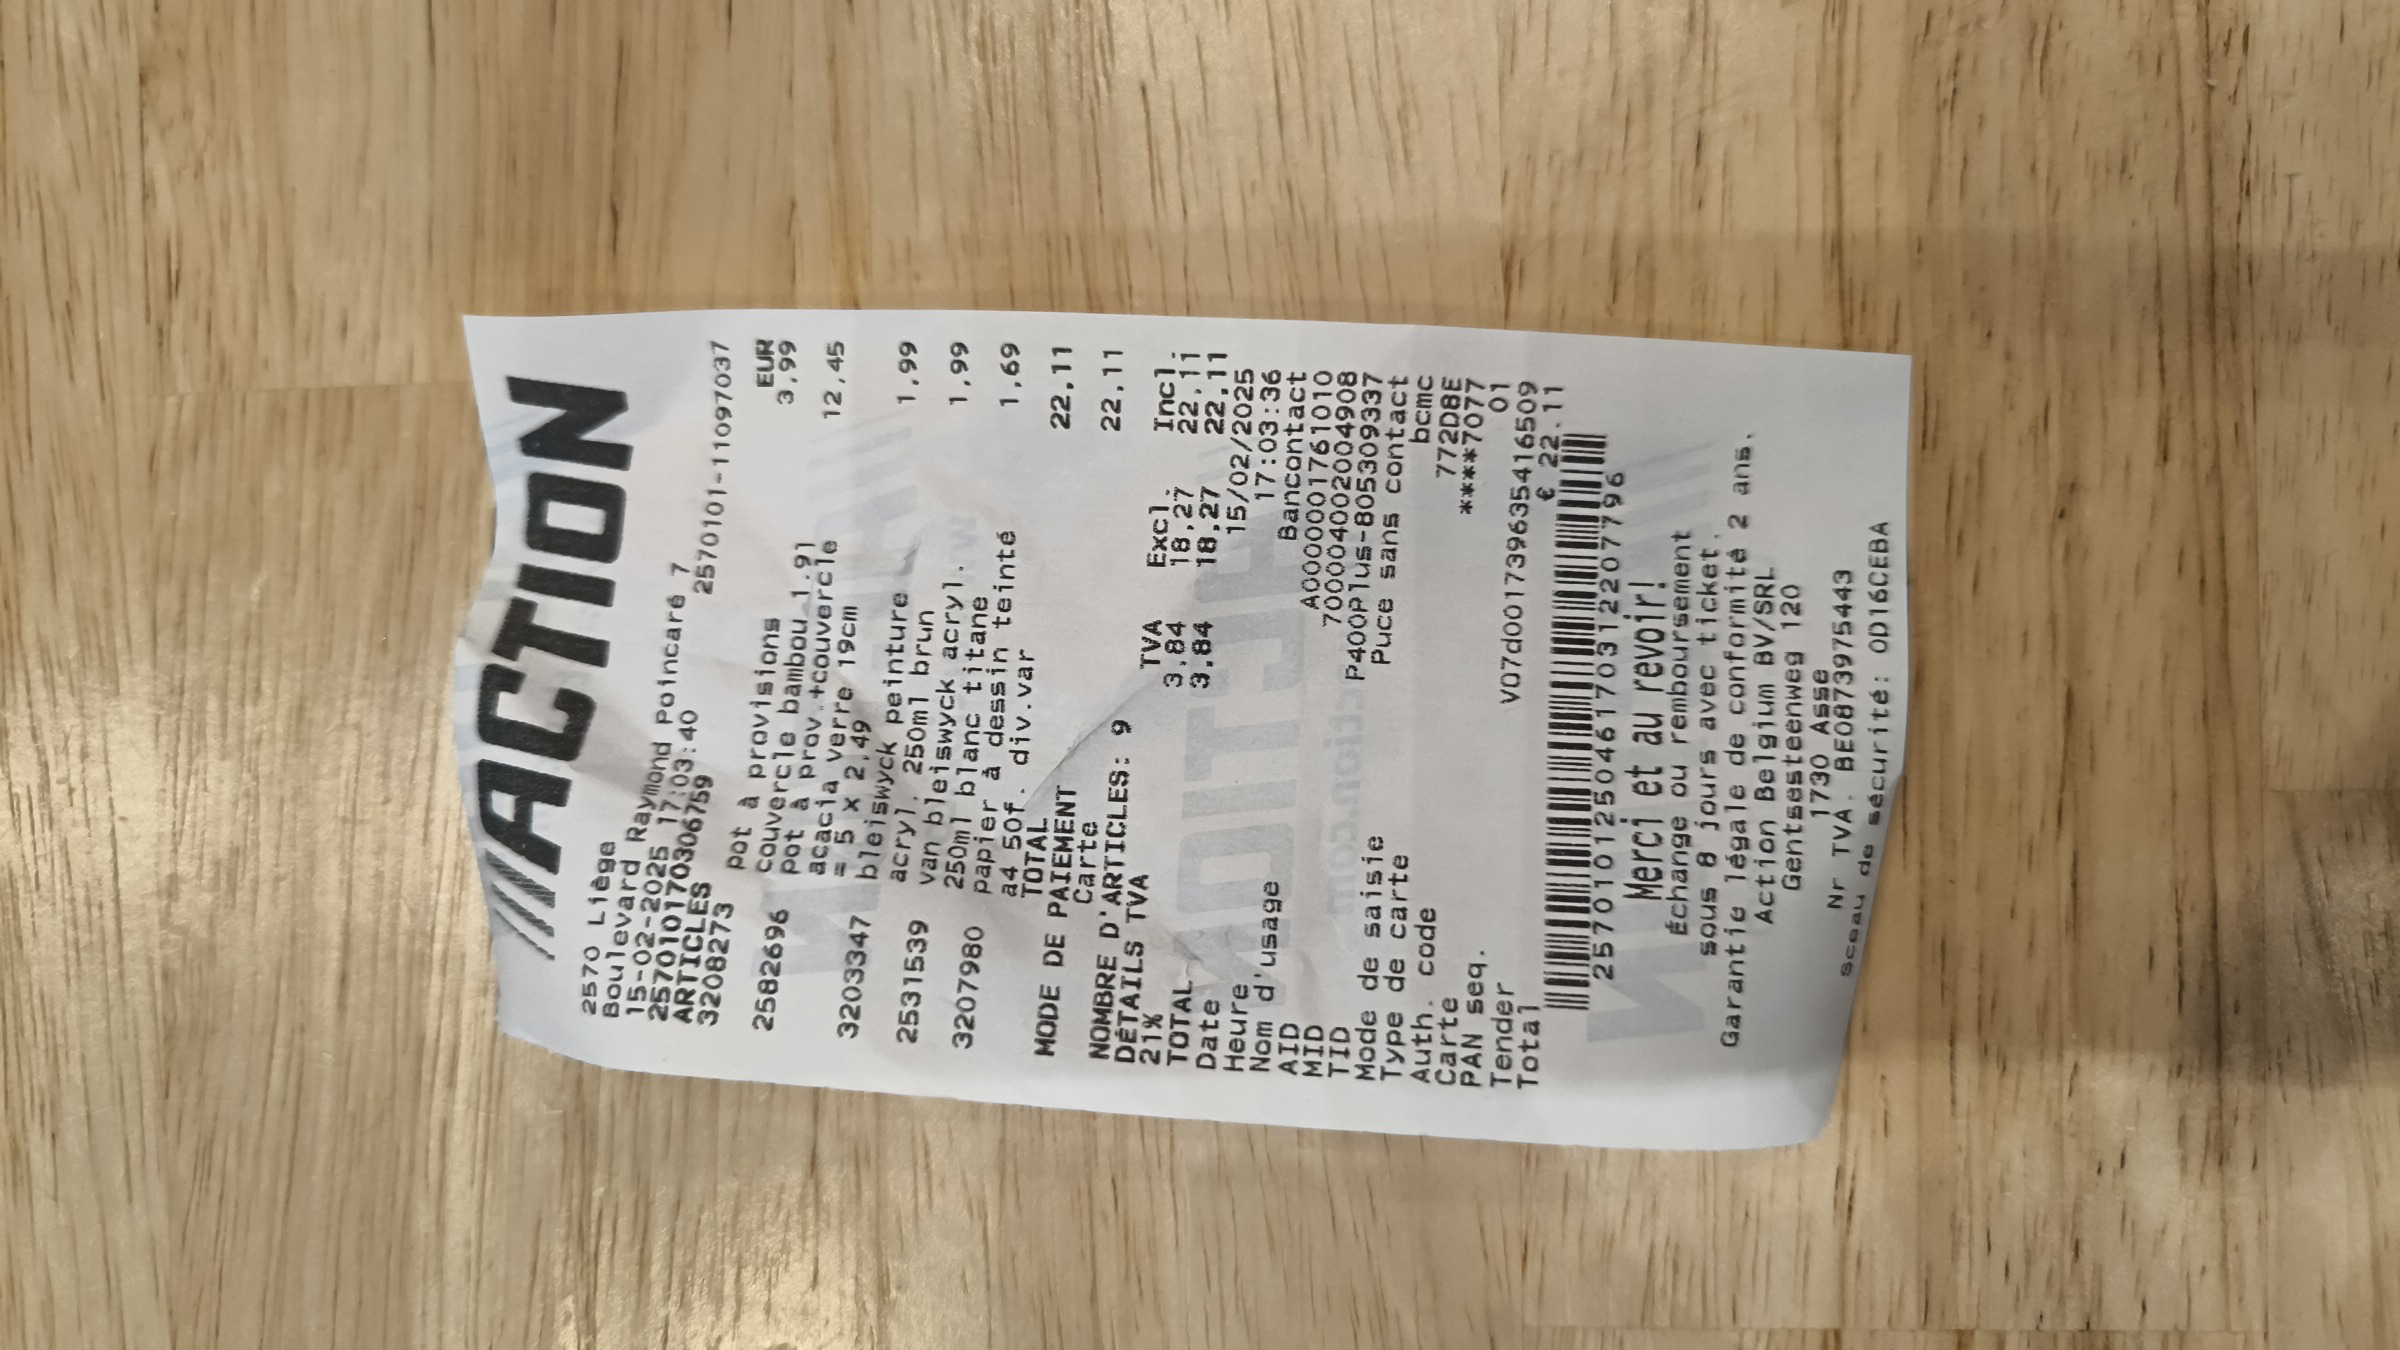 ///ACTION
2570 Liège
Boulevard Raymond Poincaré 7
15-02-2025 17:03:40
2570101170306759 2570101-11097037
ARTICLES EUR
3208273 pot à provisions 3,99
couvercle bambou 1.9l
2582696 pot à prov.+couvercle 12,45
acacia verre 19cm
= 5 x 2,49
3203347 bleiswyck peinture 1,99
acryl. 250ml brun
2531539 van bleiswyck acryl. 1,99
250ml blanc titane
3207980 papier à dessin teinté 1,69
a4 50f. div.var
TOTAL 22,11
MODE DE PAIEMENT
Carte 22,11
NOMBRE D'ARTICLES: 9
DÉTAILS TVA TVA Excl. Incl.
21% 3,84 18,27 22,11
TOTAL 3,84 18,27 22,11
Date 15/02/2025
Heure 17:03:36
Nom d'usage Bancontact
AID A0000001761010
MID 700004002004908
TID P400Plus-805309337
Mode de saisie Puce sans contact
Type de carte bcmc
Auth. code 772D8E
Carte *****7077
PAN seq. 01
Tender V07d001739635416509
Total € 22.11
25701012504617031220​7796
Merci et au revoir!
Échange ou remboursement
sous 8 jours avec ticket.
Garantie légale de conformité 2 ans.
Action Belgium BV/SRL
Gentsesteenweg 120
1730 Asse
Nr TVA. BE0873975443
sceau de sécurité: 0D16CEBA